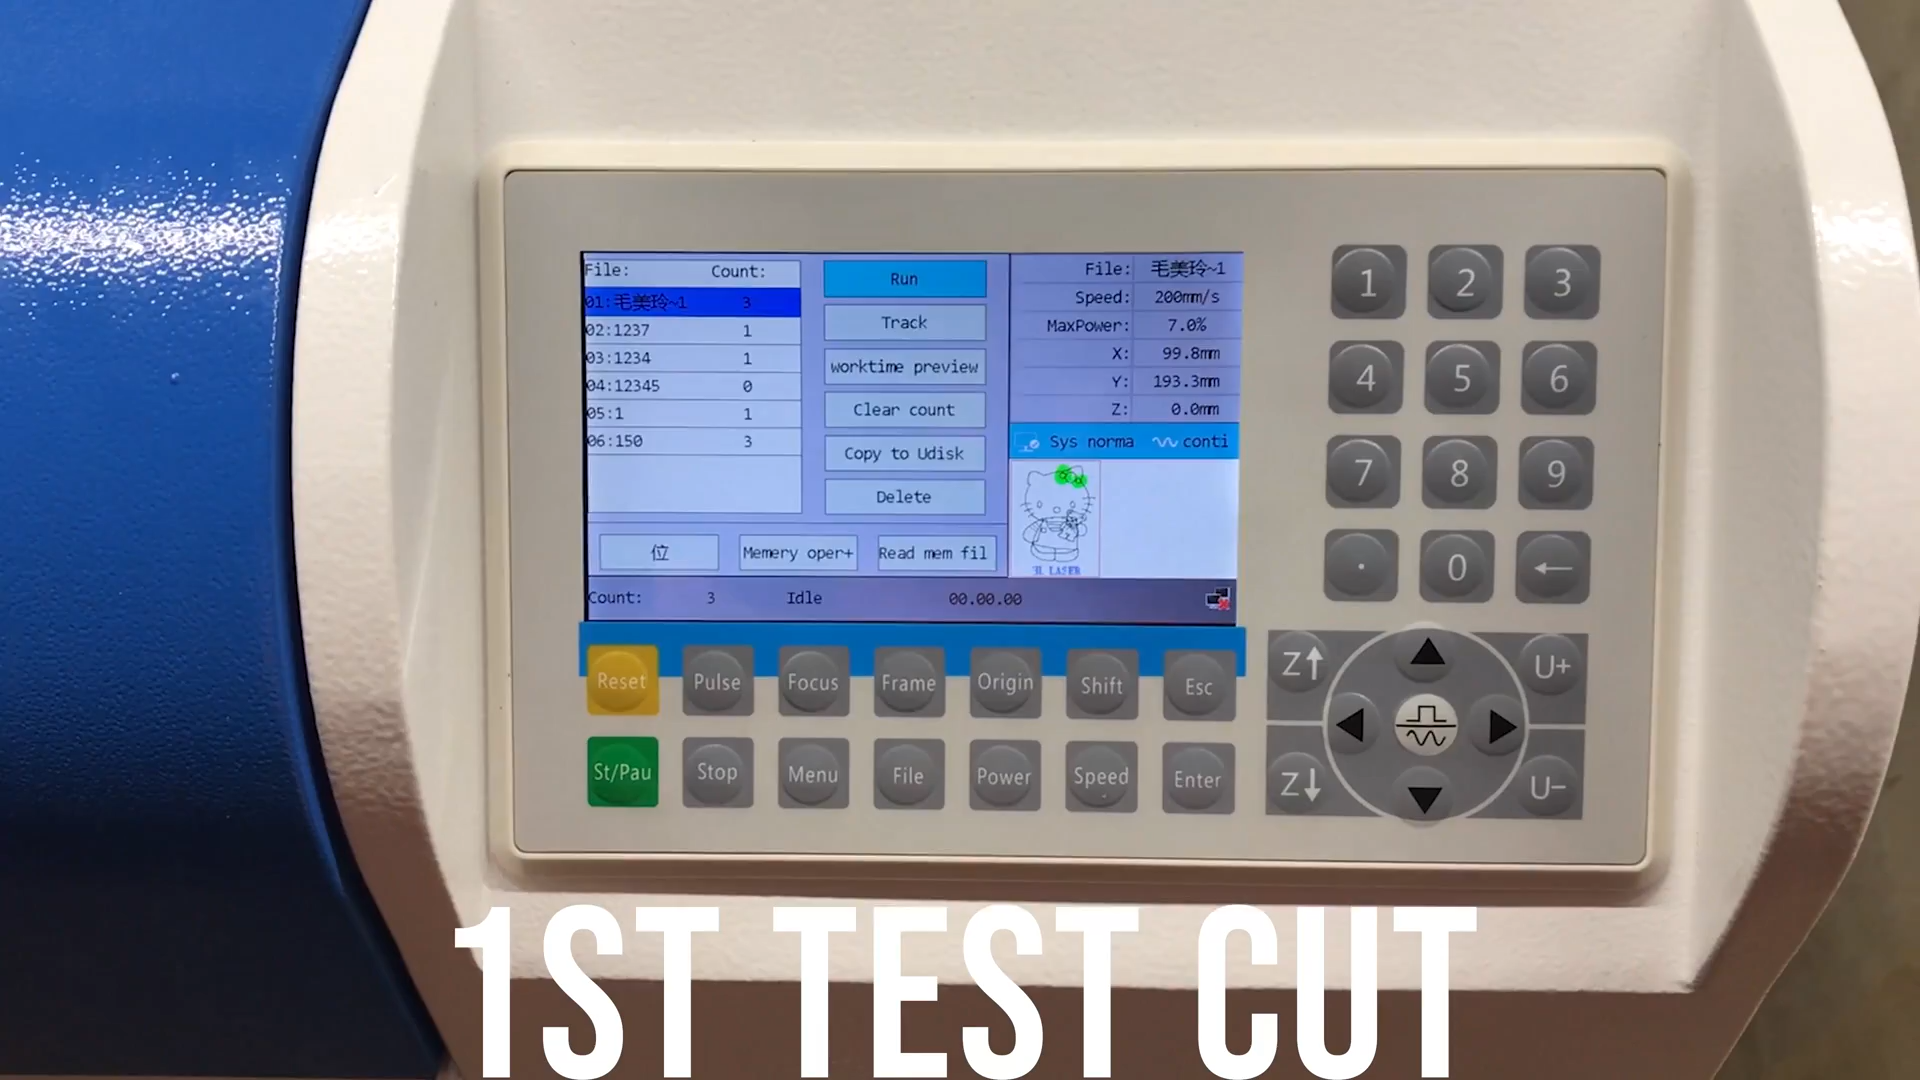 File: Count:
01:毛美玲~1 3
02:1237 1
03:1234 1
04:12345 0
05:1 1
06:150 3
Run
Track
worktime preview
Clear count
Copy to Udisk
Delete
位
Memery oper+
Read mem fil
File: 毛美玲~1
Speed: 200mm/s
MaxPower: 7.0%
X: 99.8mm
Y: 193.3mm
Z: 0.0mm
Sys norma conti
LASER
Count: 3 Idle 00.00.00
Reset Pulse Focus Frame Origin Shift Esc
St/Pau Stop Menu File Power Speed Enter
1 2 3
4 5 6
7 8 9
. 0 ←
Z↑ U+
Z↓ U−
1ST TEST CUT